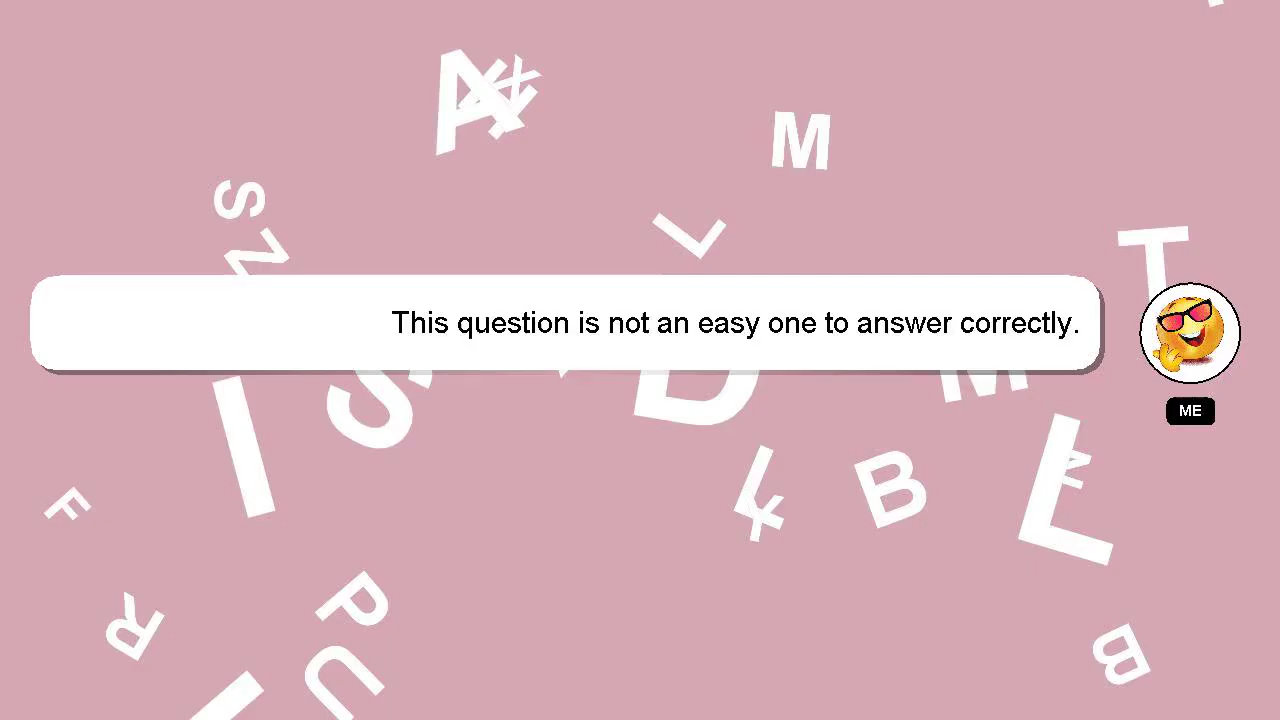 A
M
S
Z
L
T
This question is not an easy one to answer correctly.
ME
I
S
D
M
L
B
L
Y
F
P
R
U
B